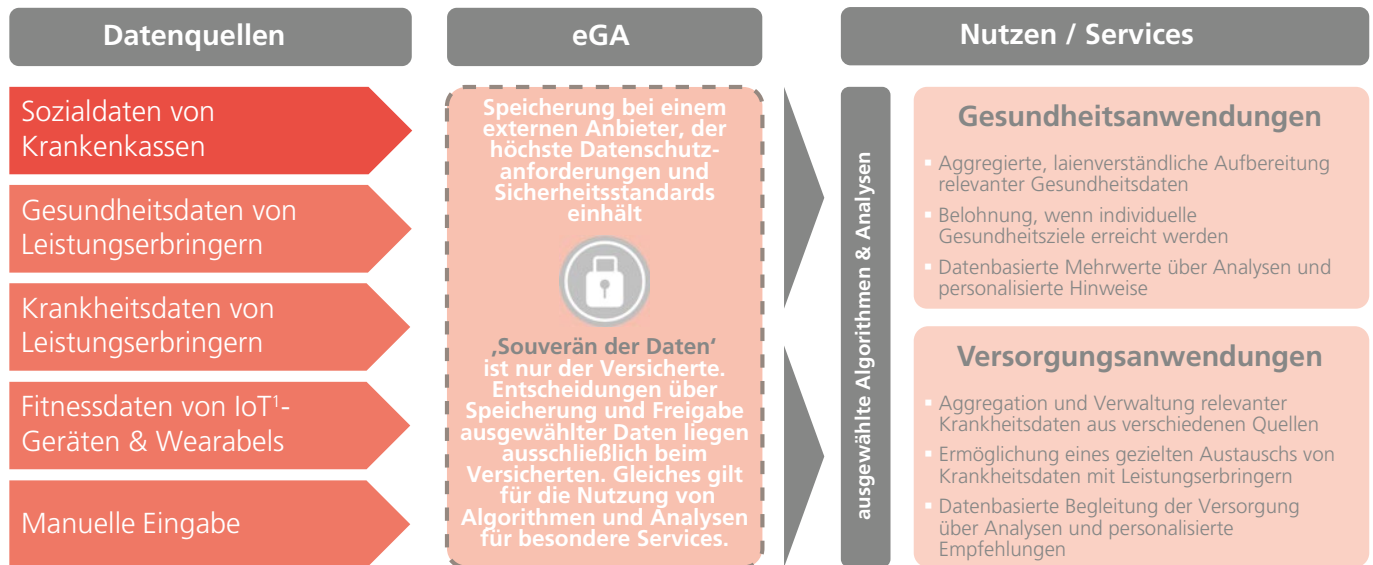 Datenquellen
Sozialdaten von
Krankenkassen
Gesundheitsdaten von
Leistungserbringern
Krankheitsdaten von
Leistungserbringern
Fitnessdaten von IoT¹-
Geräten & Wearabels
Manuelle Eingabe
eGA
Speicherung bei einem
externen Anbieter, der
höchste Datenschutz-
anforderungen und
Sicherheitsstandards
einhält
‚Souverän der Daten‘
ist nur der Versicherte.
Entscheidungen über
Speicherung und Freigabe
ausgewählter Daten liegen
ausschließlich beim
Versicherten. Gleiches gilt
für die Nutzung von
Algorithmen und Analysen
für besondere Services.
Nutzen / Services
ausgewählte Algorithmen & Analysen
Gesundheitsanwendungen
▪ Aggregierte, laienverständliche Aufbereitung
relevanter Gesundheitsdaten
▪ Belohnung, wenn individuelle
Gesundheitsziele erreicht werden
▪ Datenbasierte Mehrwerte über Analysen und
personalisierte Hinweise
Versorgungsanwendungen
▪ Aggregation und Verwaltung relevanter
Krankheitsdaten aus verschiedenen Quellen
▪ Ermöglichung eines gezielten Austauschs von
Krankheitsdaten mit Leistungserbringern
▪ Datenbasierte Begleitung der Versorgung
über Analysen und personalisierte
Empfehlungen